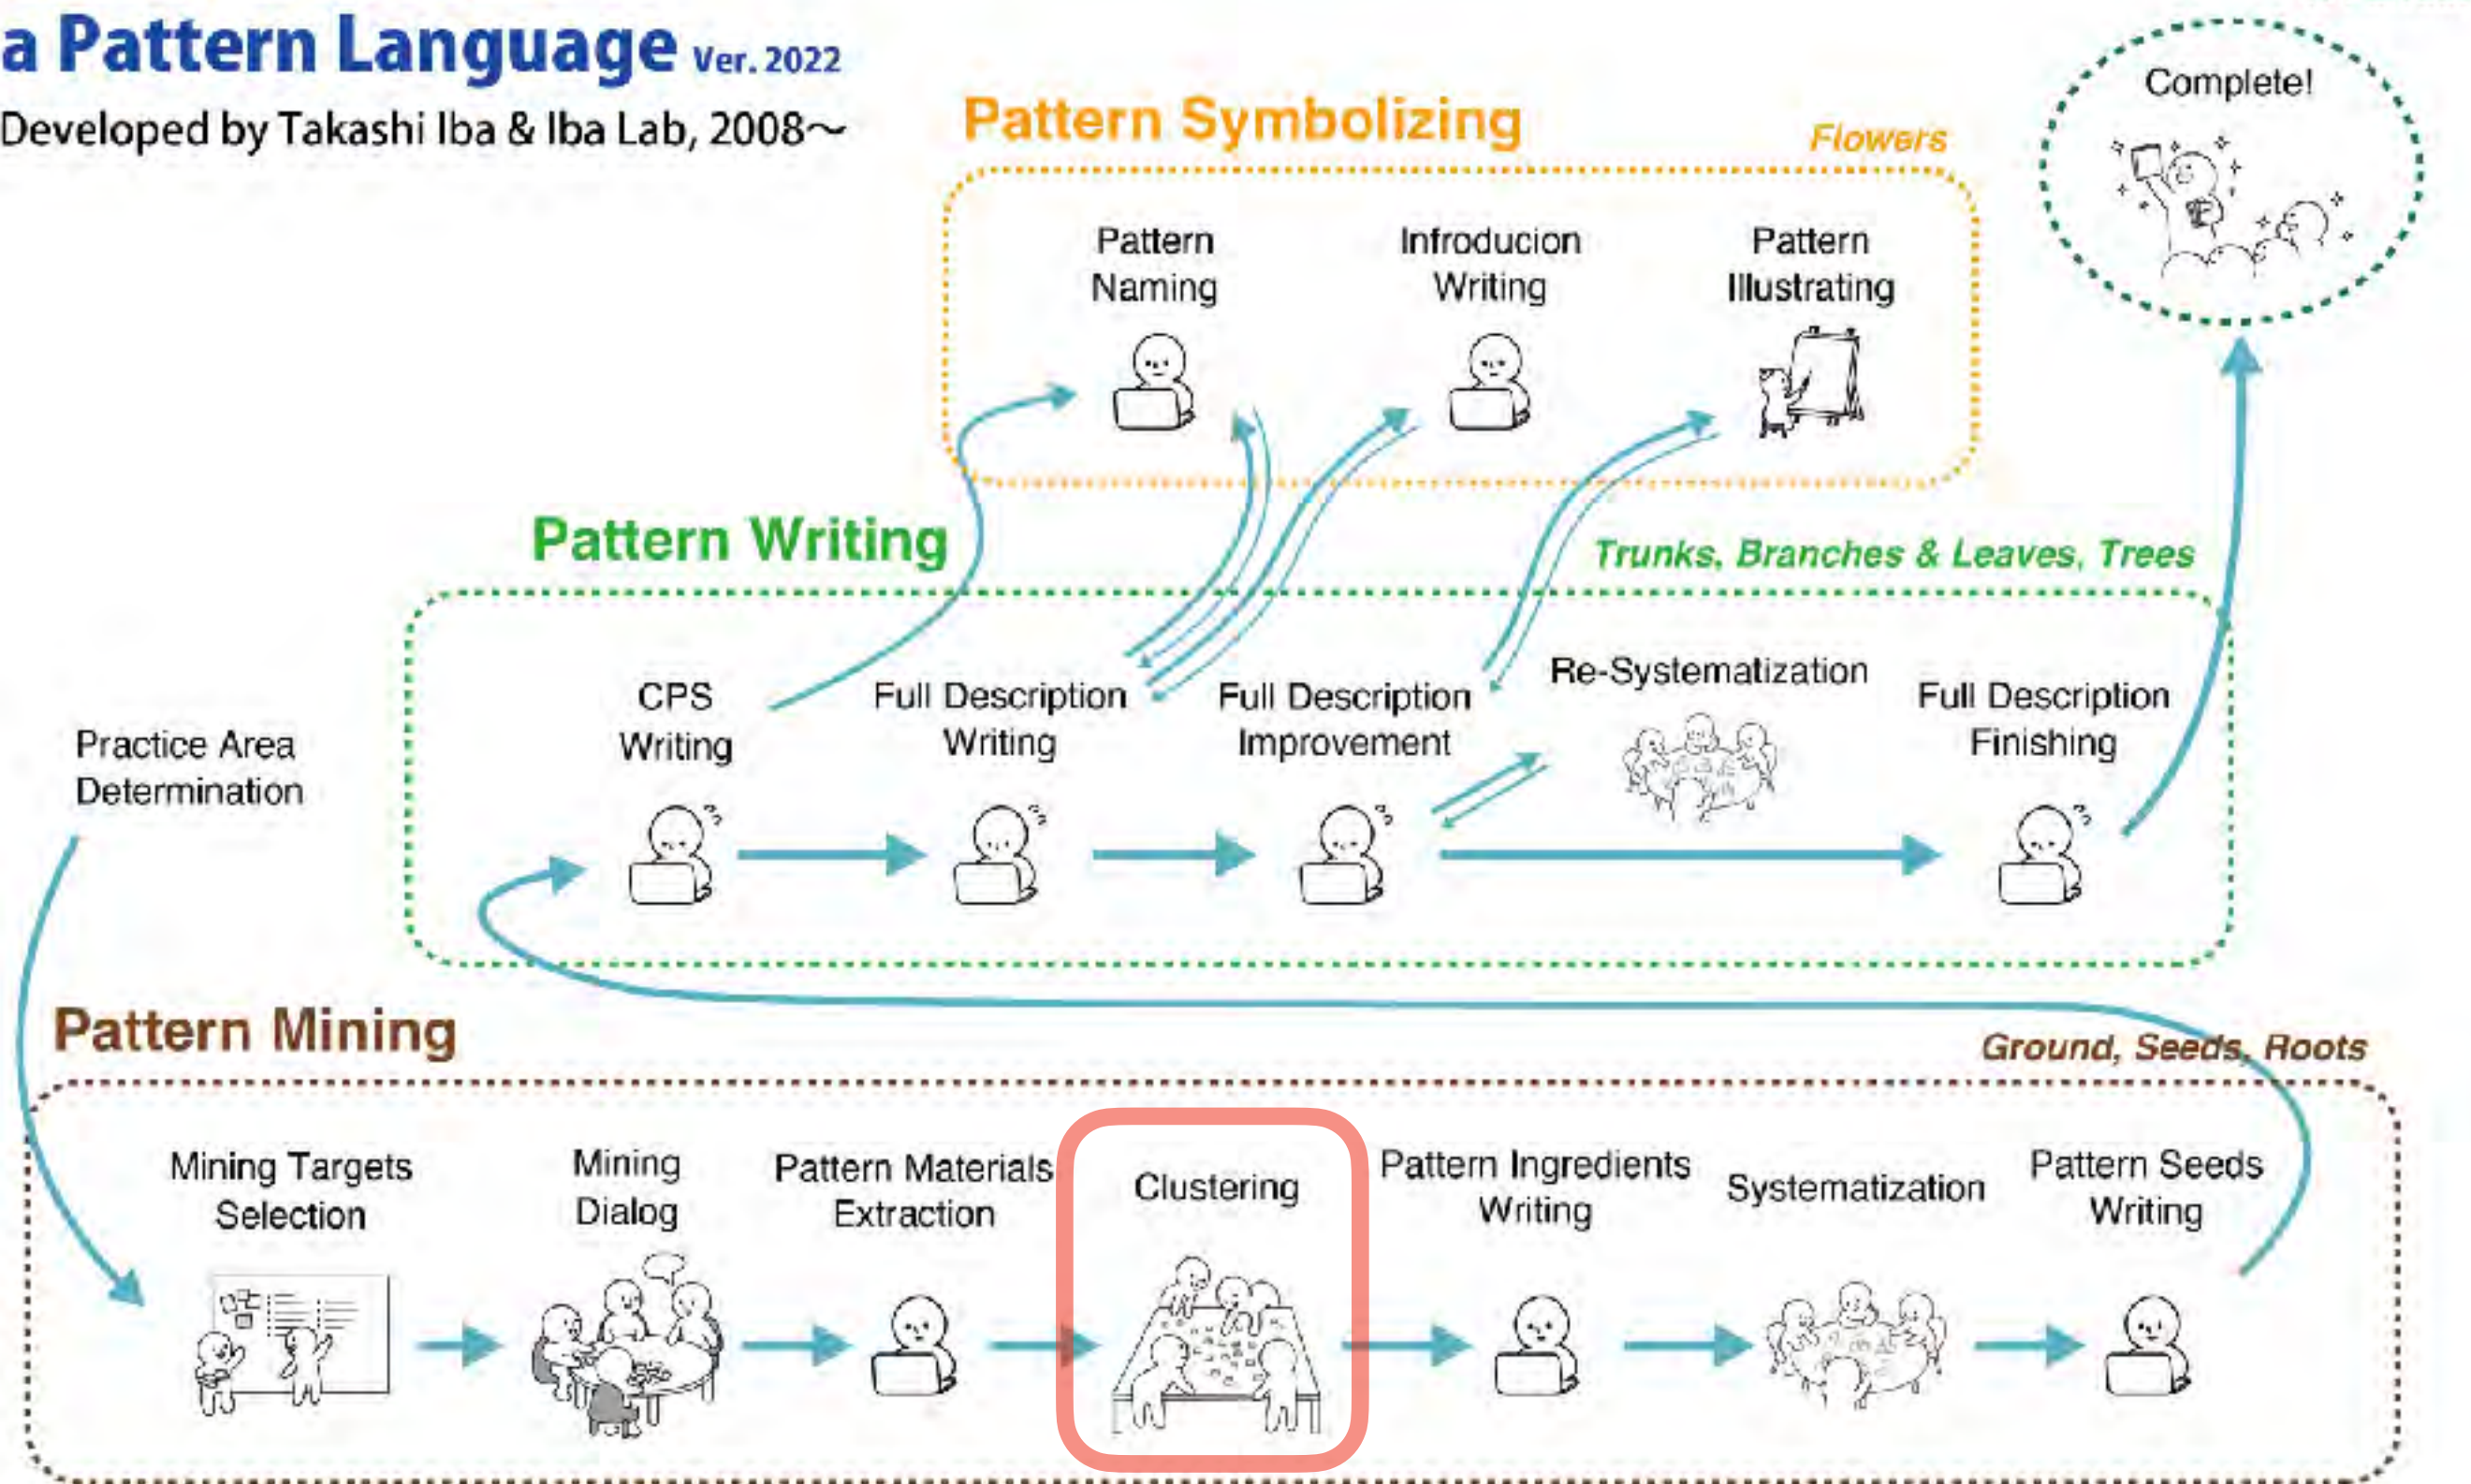 a Pattern Language Ver. 2022
Developed by Takashi Iba & Iba Lab, 2008～
Complete!
Pattern Symbolizing
Flowers
Pattern
Naming
Infroducion
Writing
Pattern
Illustrating
Pattern Writing
Trunks, Branches & Leaves, Trees
CPS
Writing
Full Description
Writing
Full Description
Improvement
Re-Systematization
Full Description
Finishing
Practice Area
Determination
Pattern Mining
Ground, Seeds, Roots
Mining Targets
Selection
Mining
Dialog
Pattern Materials
Extraction
Clustering
Pattern Ingredients
Writing
Systematization
Pattern Seeds
Writing